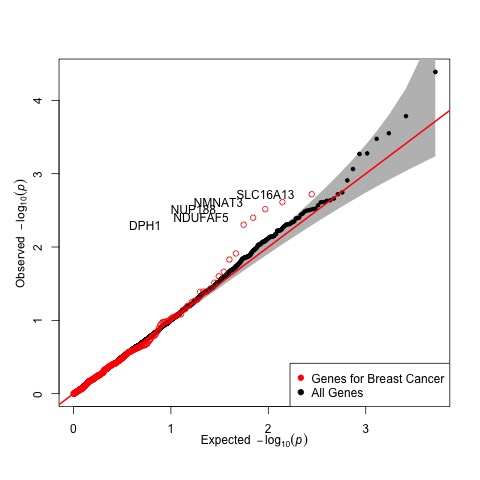 4
3
2
1
0
Observed −log10(p)
SLC16A13
NMNAT3
NUP188
NDUFAF5
DPH1
Genes for Breast Cancer
All Genes
0 1 2 3
Expected −log10(p)